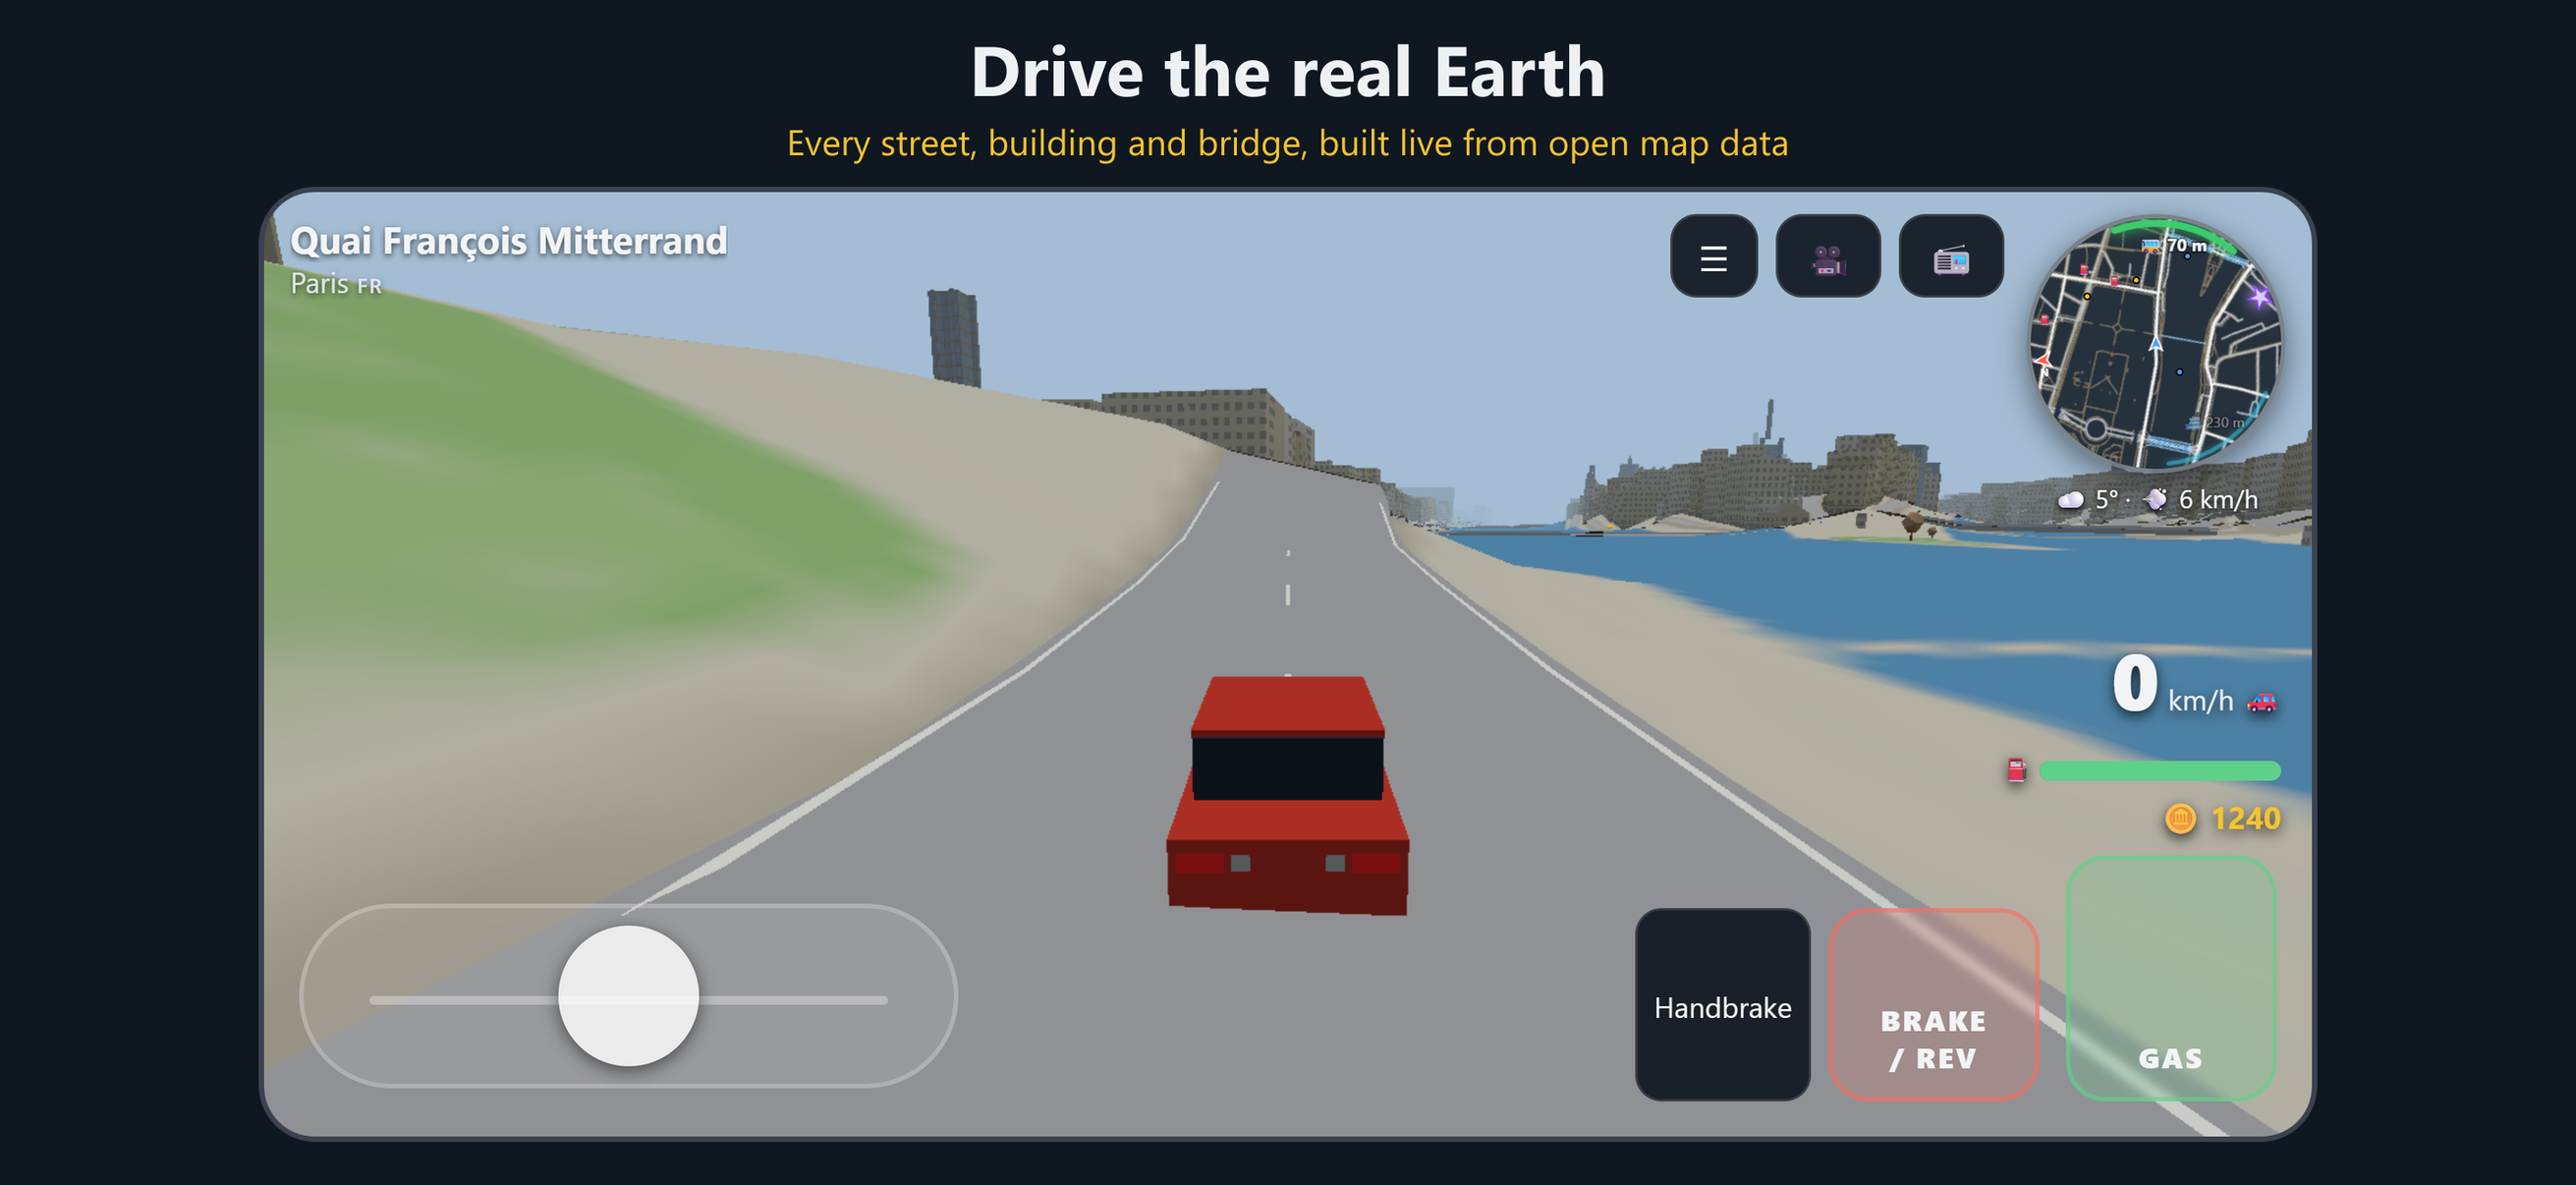 Drive the real Earth
Every street, building and bridge, built live from open map data
Quai François Mitterrand
Paris FR
70 m
N
230 m
5° · 6 km/h
0 km/h
1240
Handbrake
BRAKE
/ REV
GAS